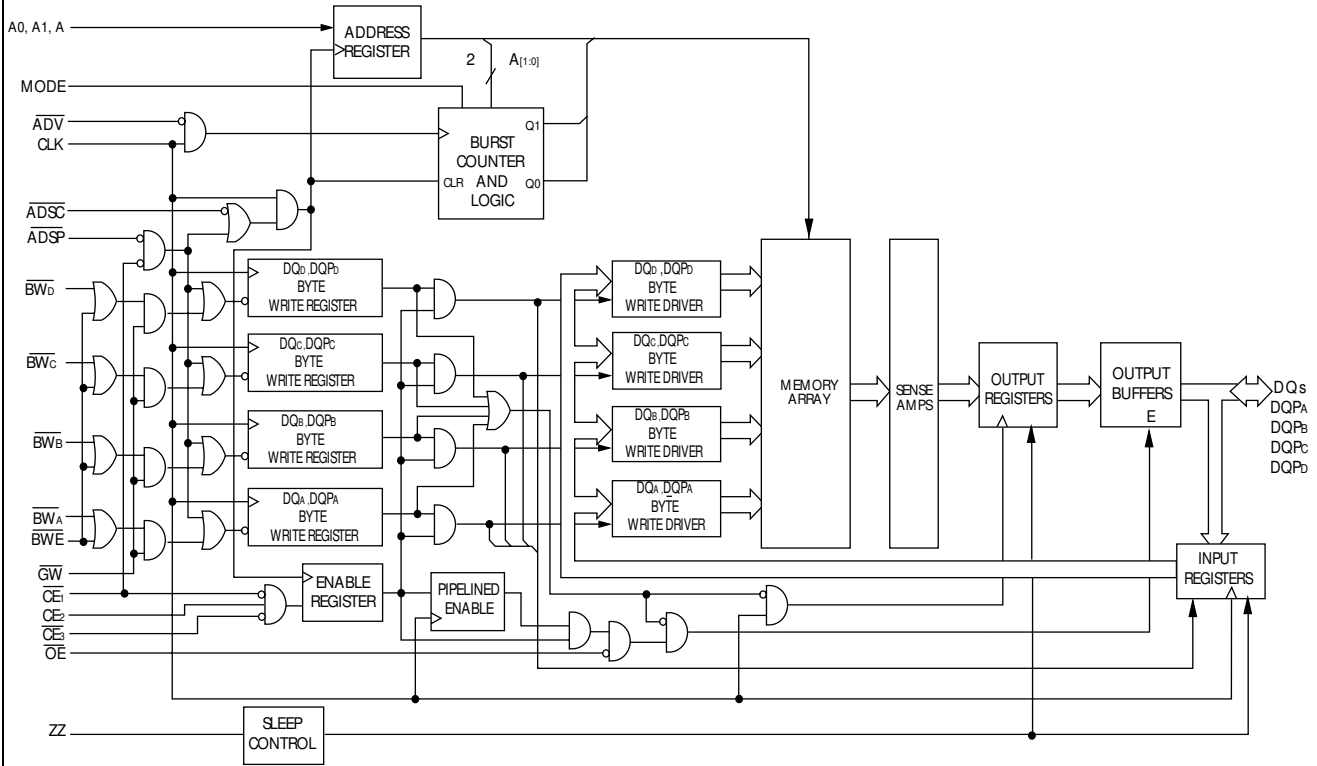 A0, A1, A
ADDRESS
REGISTER
2
A[1:0]
MODE
ADV
CLK
Q1
BURST
COUNTER
CLR
AND
Q0
LOGIC
ADSC
ADSP
DQD,DQPD
BYTE
WRITE REGISTER
DQD,DQPD
BYTE
WRITE DRIVER
BWD
DQC,DQPC
BYTE
WRITE REGISTER
DQC,DQPC
BYTE
WRITE DRIVER
BWC
MEMORY
ARRAY
SENSE
AMPS
OUTPUT
REGISTERS
OUTPUT
BUFFERS
E
DQs
DQPA
DQPB
DQPC
DQPD
DQB,DQPB
BYTE
WRITE REGISTER
DQB,DQPB
BYTE
WRITE DRIVER
BWB
DQA,DQPA
BYTE
WRITE REGISTER
DQA,DQPA
BYTE
WRITE DRIVER
BWA
BWE
GW
CE1
CE2
CE3
OE
ENABLE
REGISTER
PIPELINED
ENABLE
INPUT
REGISTERS
ZZ
SLEEP
CONTROL